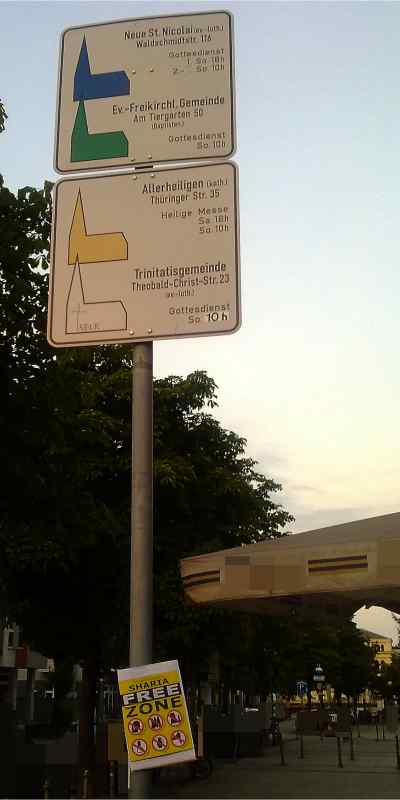 Neue St. Nicolai (ev.-luth.)
Waldschmidtstr. 116
Gottesdienst
1. So. 18h
2.- So. 10h
Ev.-Freikirchl. Gemeinde
Am Tiergarten 50
(Baptisten)
Gottesdienst
So. 10h
Allerheiligen (kath.)
Thüringer Str. 35
Heilige Messe
Sa. 18h
So. 10h
Trinitatisgemeinde
Theobald-Christ-Str. 23
(ev.-luth.)
Gottesdienst
So. 10 h
SELK
SHARIA
FREE
ZONE